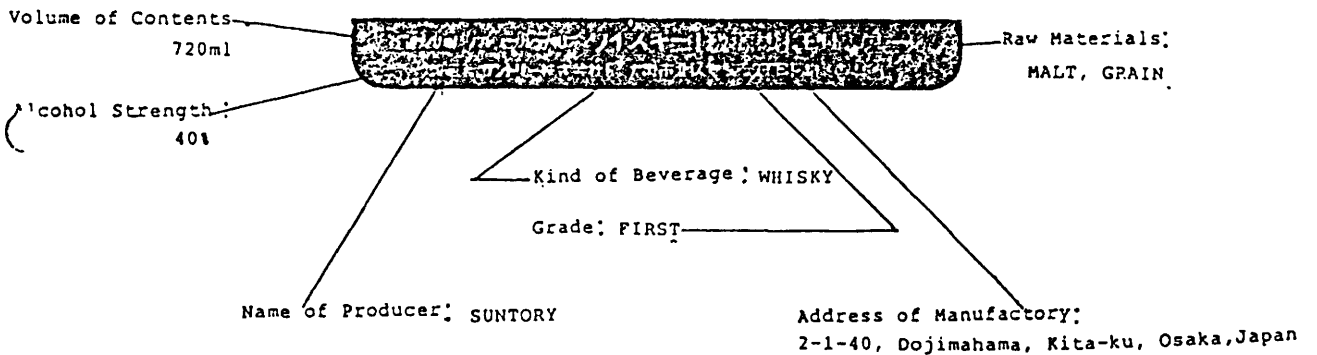 Volume of Contents
720ml
Alcohol Strength:
40%
Raw Materials:
MALT, GRAIN
Kind of Beverage: WHISKY
Grade: FIRST
Name of Producer: SUNTORY
Address of Manufactory:
2-1-40, Dojimahama, Kita-ku, Osaka,Japan